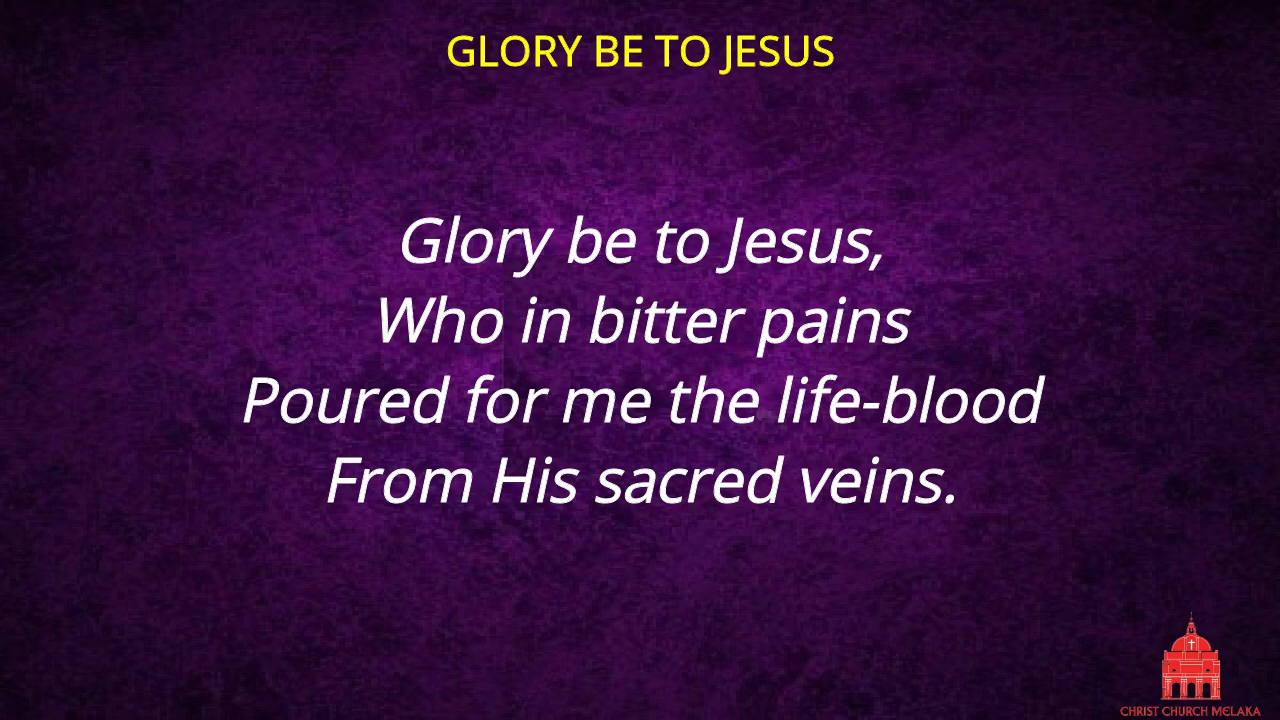 GLORY BE TO JESUS
Glory be to Jesus,
Who in bitter pains
Poured for me the life-blood
From His sacred veins.
CHRIST CHURCH MELAKA